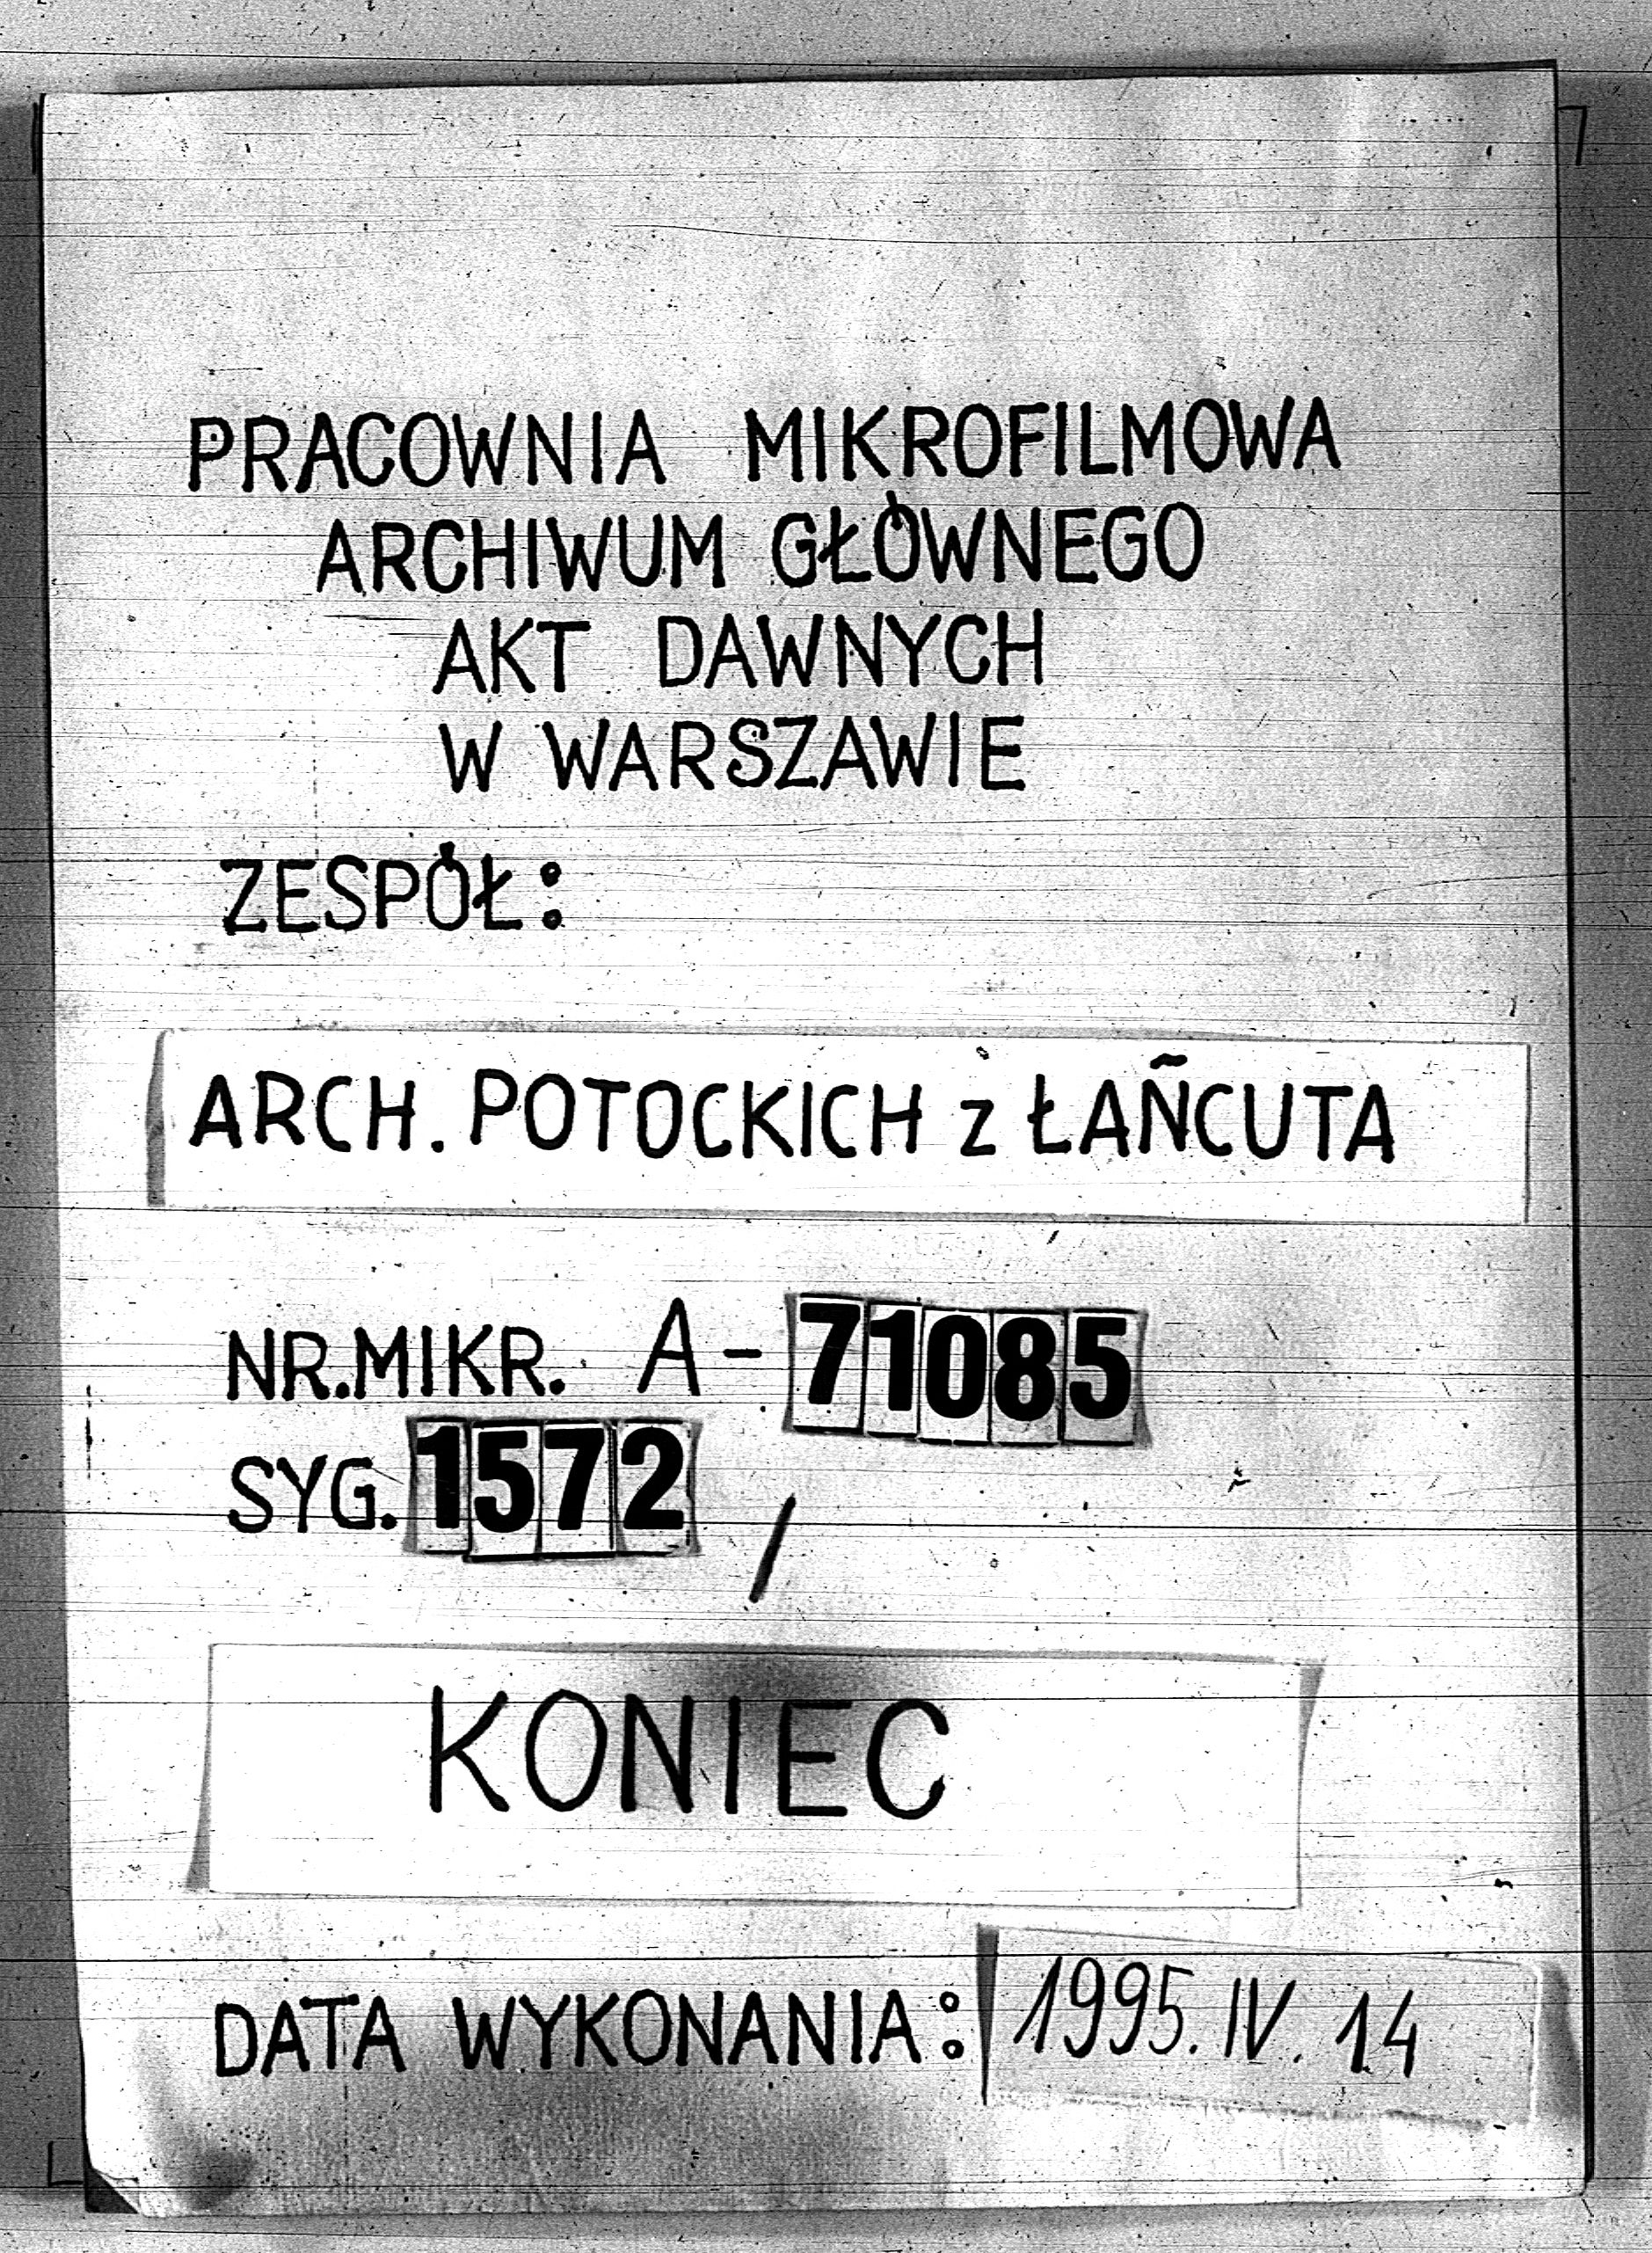 PRACOWNIA MIKROFILMOWA
ARCHIWUM GŁÓWNEGO
AKT DAWNYCH
W WARSZAWIE
ZESPÓŁ:
ARCH. POTOCKICH z ŁAŃCUTA
NR.MIKR. A-71085
SYG. 1572 /
KONIEC
DATA WYKONANIA: 1995.IV.14